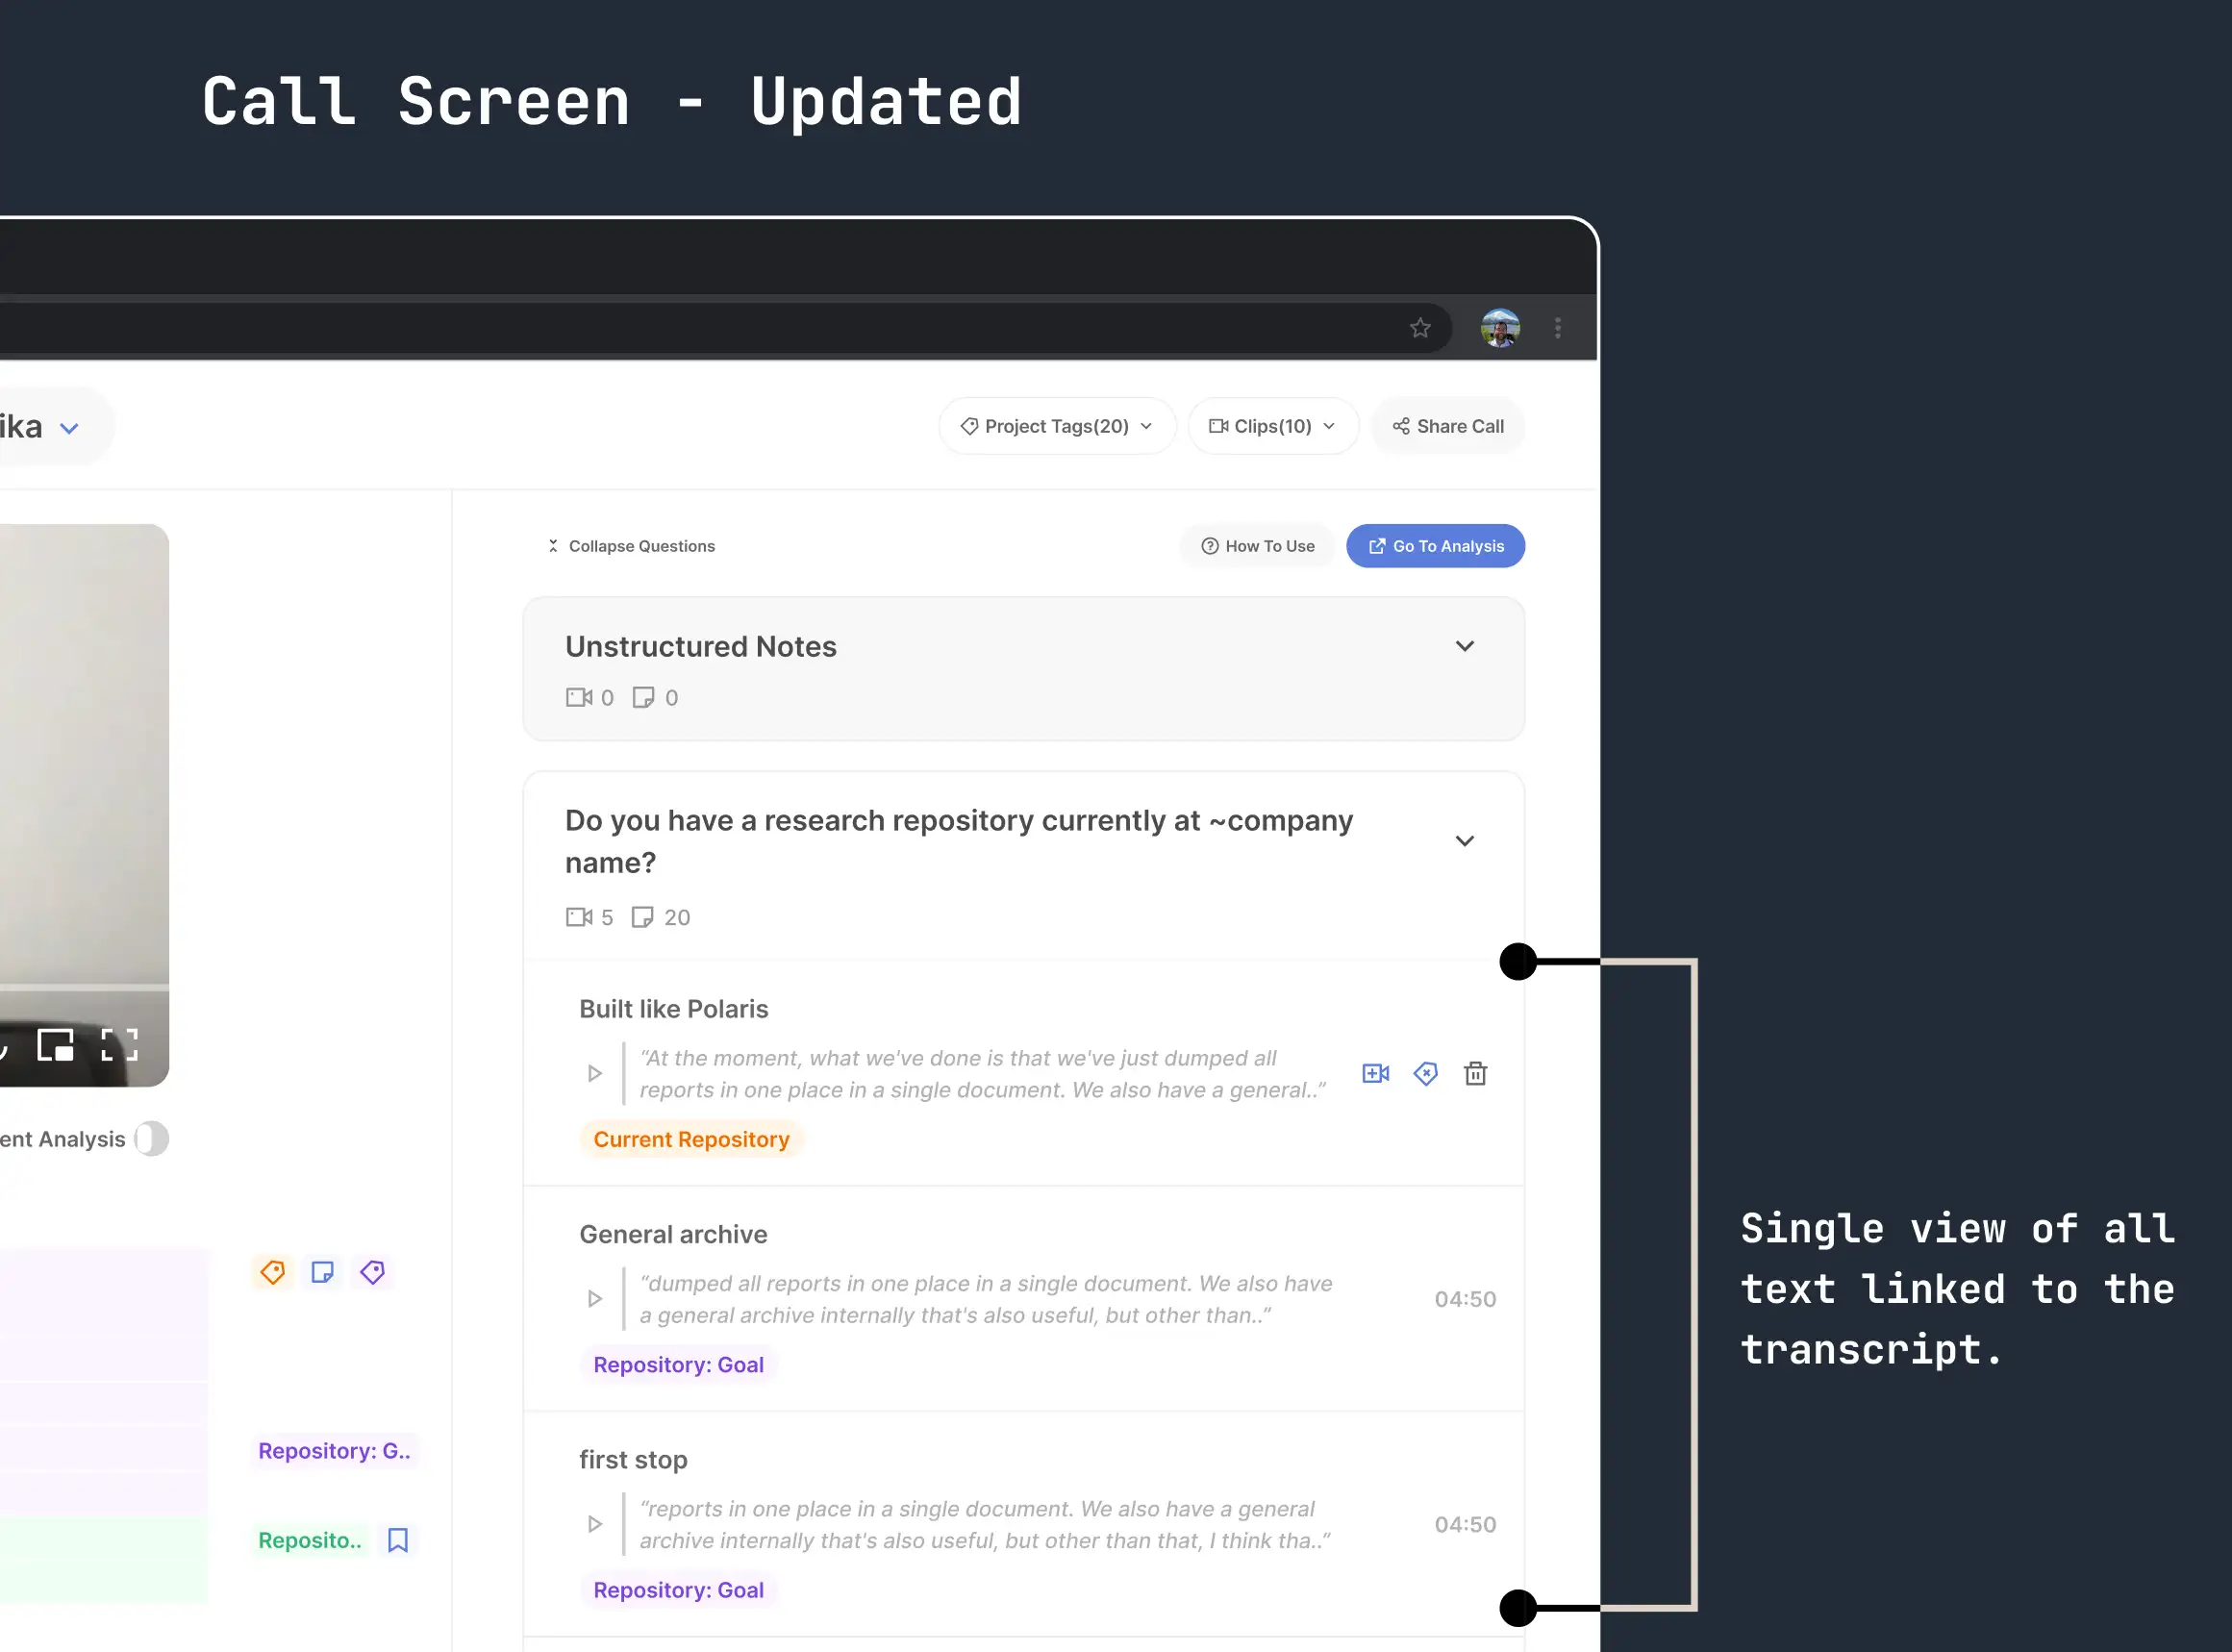 Call Screen - Updated
ika
Project Tags(20)
Clips(10)
Share Call
Collapse Questions
How To Use
Go To Analysis
Unstructured Notes
0 0
Do you have a research repository currently at ~company
name?
5 20
Built like Polaris
“At the moment, what we've done is that we've just dumped all
reports in one place in a single document. We also have a general..”
Current Repository
General archive
“dumped all reports in one place in a single document. We also have
a general archive internally that's also useful, but other than..”
04:50
Repository: Goal
first stop
“reports in one place in a single document. We also have a general
archive internally that's also useful, but other than that, I think tha..”
04:50
Repository: Goal
ent Analysis
Repository: G..
Reposito..
Single view of all
text linked to the
transcript.